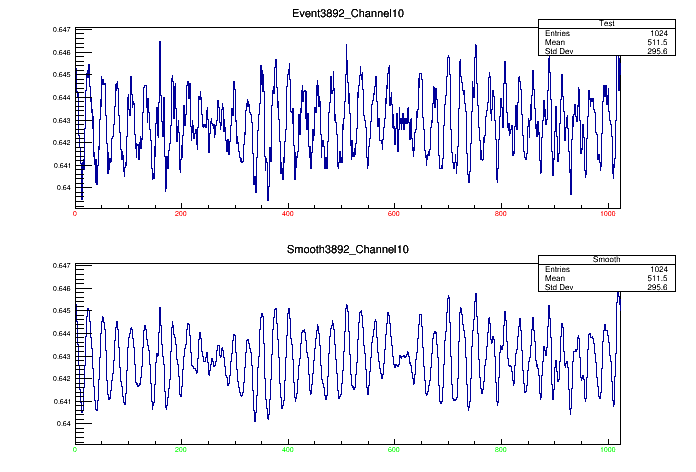 Event3892_Channel10
Test
Entries 1024
Mean 511.5
Std Dev 295.6
0.647
0.646
0.645
0.644
0.643
0.642
0.641
0.64
0 200 400 600 800 1000
Smooth3892_Channel10
Smooth
Entries 1024
Mean 511.5
Std Dev 295.6
0.647
0.646
0.645
0.644
0.643
0.642
0.641
0.64
0 200 400 600 800 1000